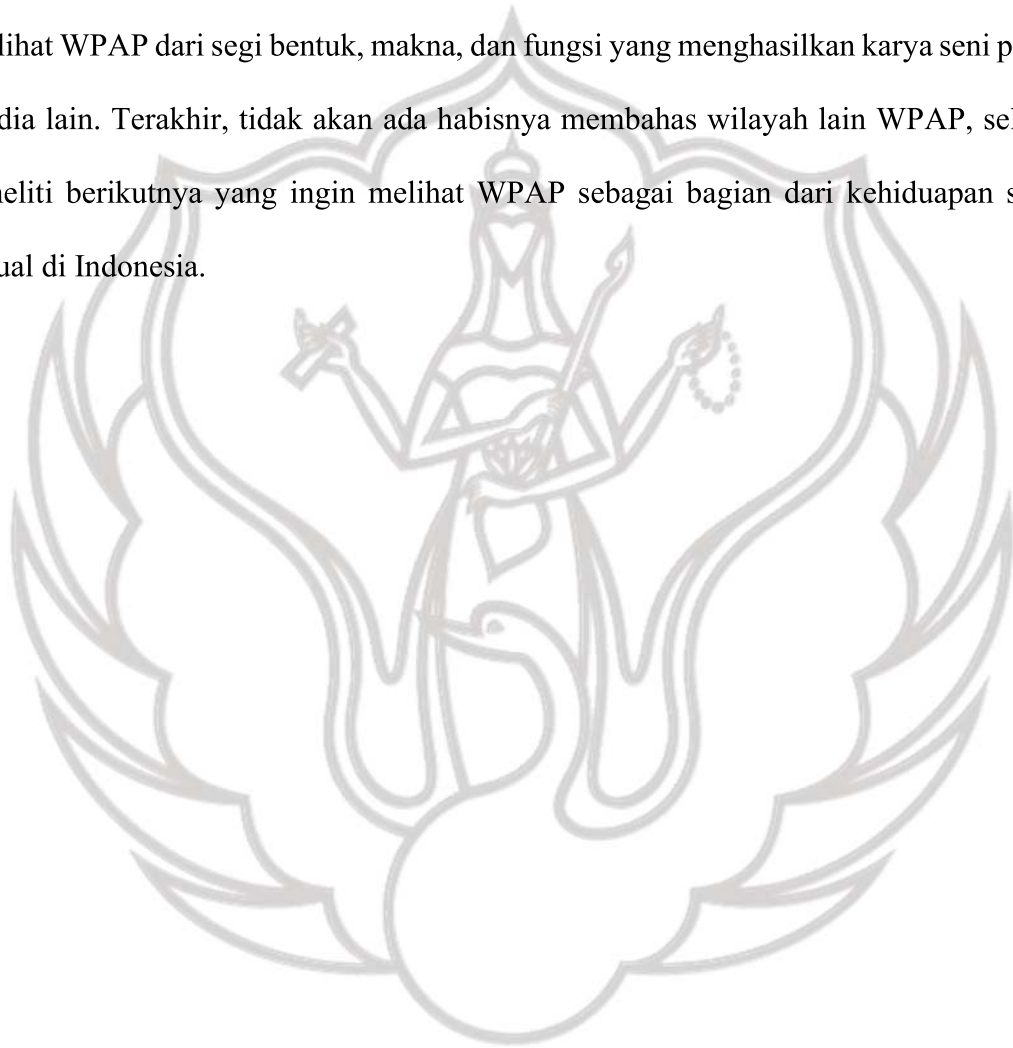 lihat WPAP dari segi bentuk, makna, dan fungsi yang menghasilkan karya seni p
dia lain. Terakhir, tidak akan ada habisnya membahas wilayah lain WPAP, se
eliti berikutnya yang ingin melihat WPAP sebagai bagian dari kehiduapan s
ual di Indonesia.